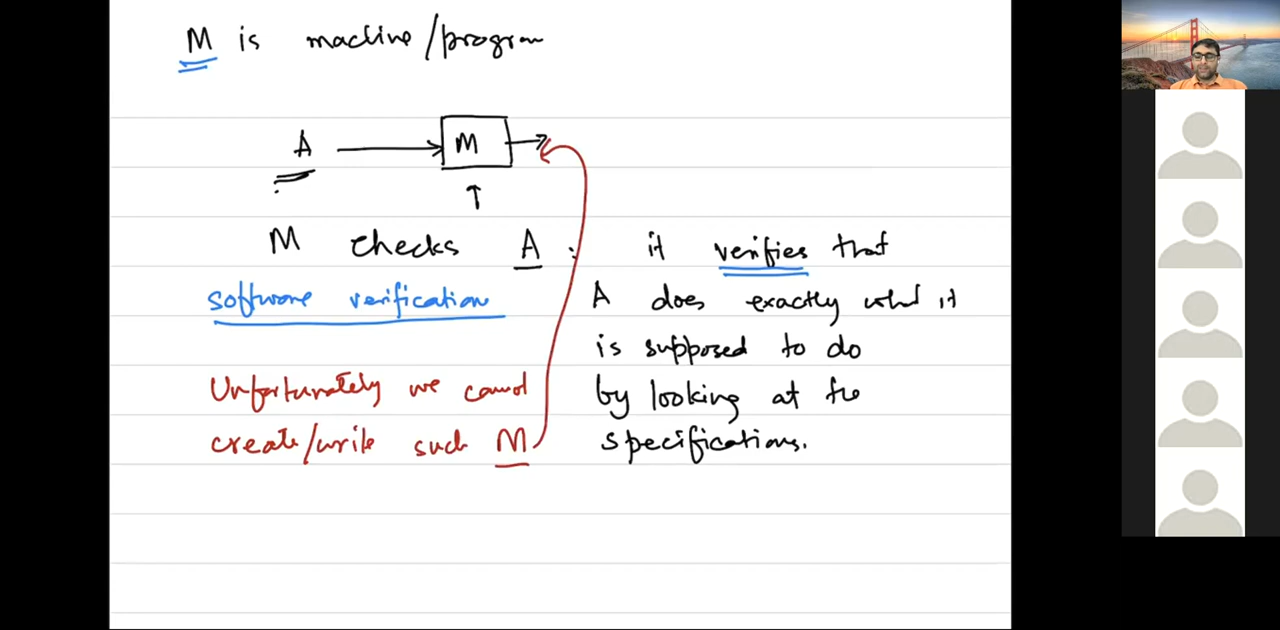 M is machine/program
A → M →
M checks A : it verifies that
software verification A does exactly what it
is supposed to do
Unfortunately we cannot by looking at the
create/write such M specifications.